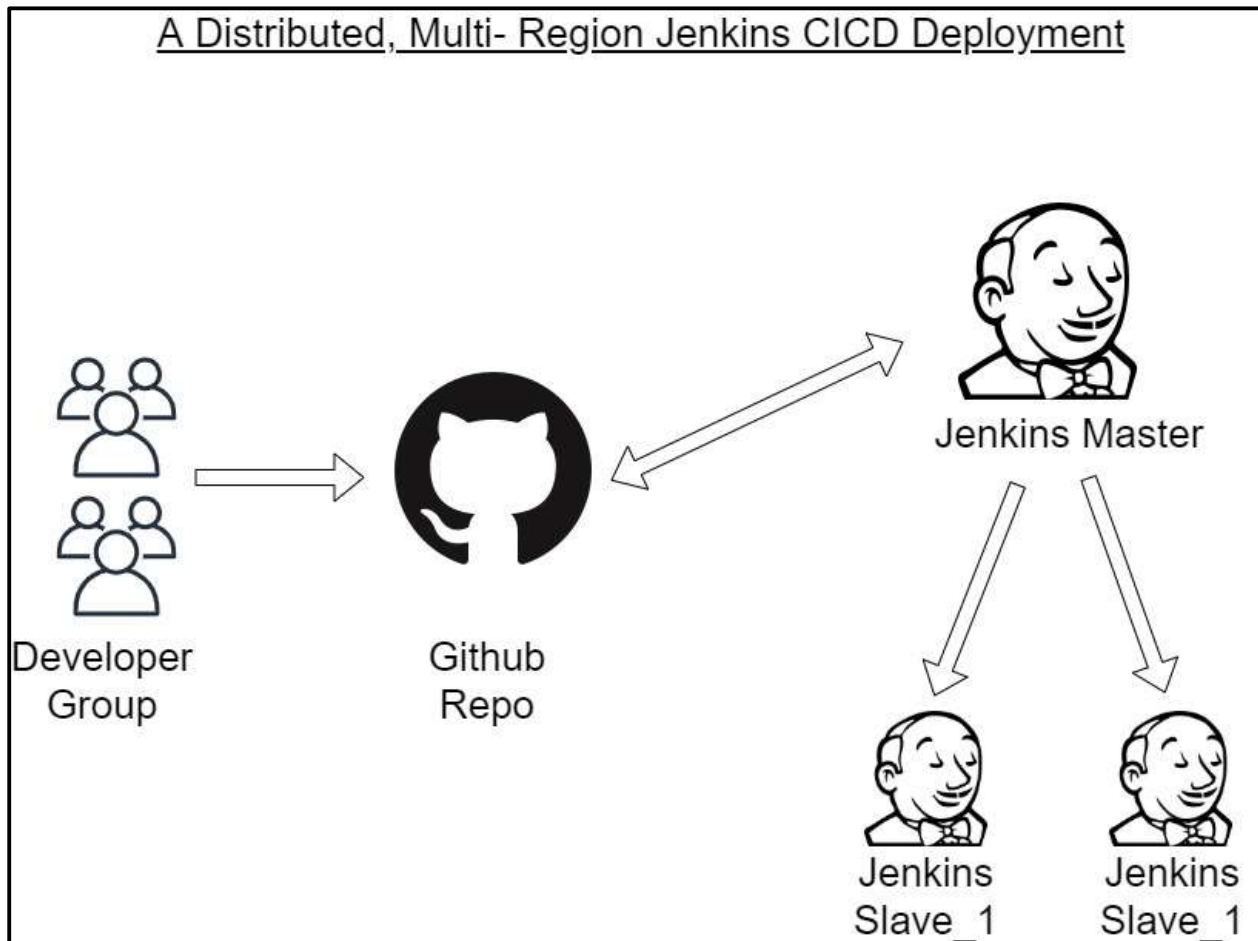 A Distributed, Multi- Region Jenkins CICD Deployment
Jenkins Master
Developer
Group
Github
Repo
Jenkins
Slave_1
Jenkins
Slave_1